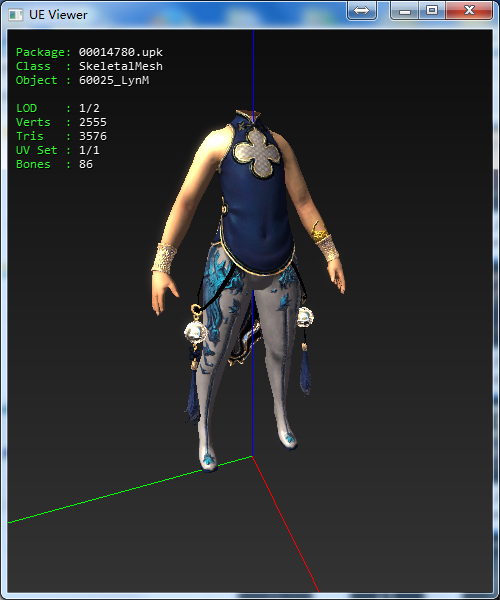 UE Viewer
Package: 00014780.upk
Class : SkeletalMesh
Object : 60025_LynM
LOD : 1/2
Verts : 2555
Tris : 3576
UV Set : 1/1
Bones : 86